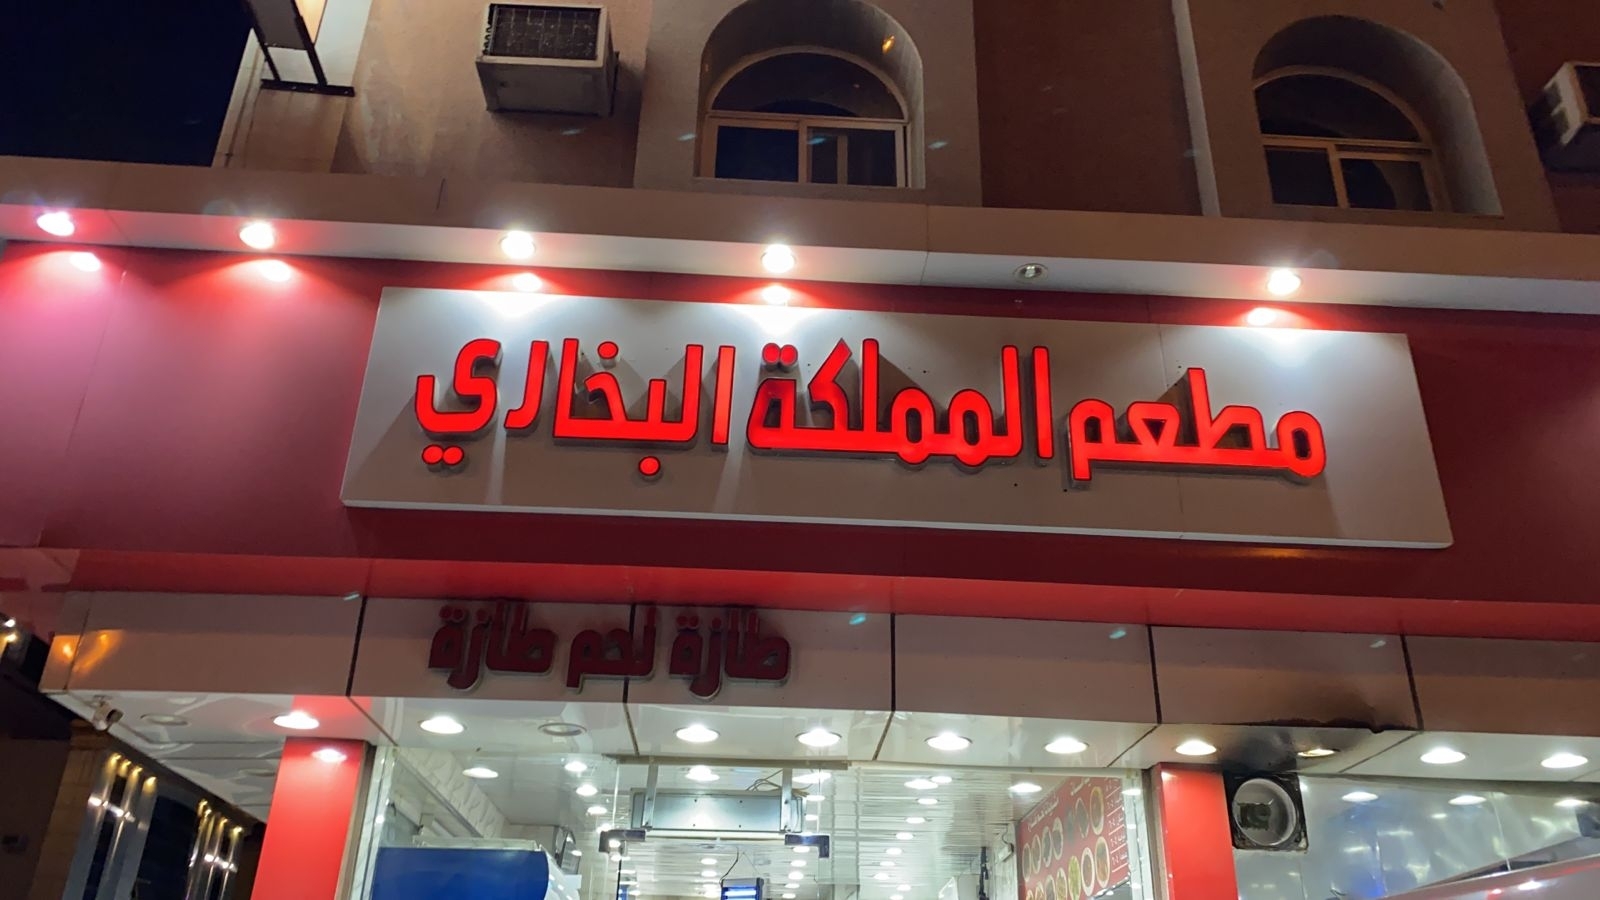 مطعم المملكة البخاري
طازة لحم طازة